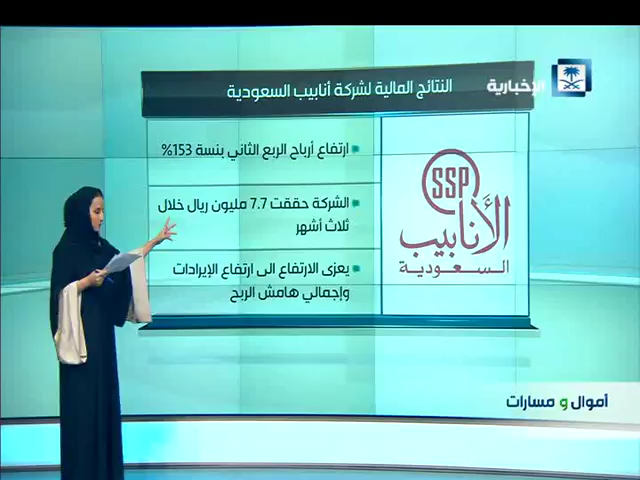 الإخبارية
النتائج المالية لشركة أنابيب السعودية
ارتفاع أرباح الربع الثاني بنسة 153%
الشركة حققت 7.7 مليون ريال خلال
ثلاث أشهر
يعزى الارتفاع الى ارتفاع الإيرادات
وإجمالي هامش الربح
SSP
الأنابيب
السعودية
أموال و مسارات